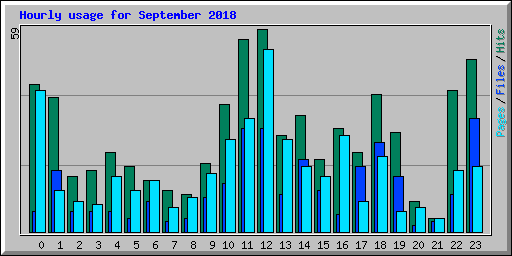 Hourly usage for September 2018
59
Pages/Files/Hits
0 1 2 3 4 5 6 7 8 9 10 11 12 13 14 15 16 17 18 19 20 21 22 23